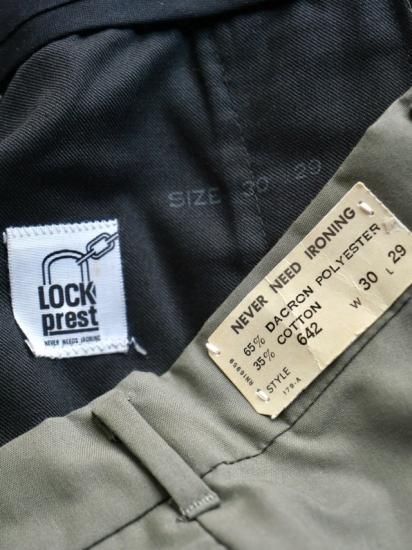 SIZE 30 29
LOCK
prest
NEVER NEEDS IRONING
NEVER NEED IRONING
65% DACRON POLYESTER
35% COTTON
642
W 30 L 29
STYLE
179-A